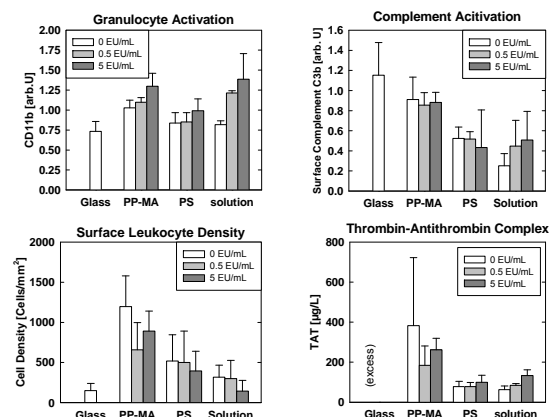 Granulocyte Activation
CD11b [arb.U]
2.00
1.75
1.50
1.25
1.00
0.75
0.50
0.25
0.00
0 EU/mL
0.5 EU/mL
5 EU/mL
Glass PP-MA PS solution
Complement Acitivation
Surface Complement C3b [arb. U]
1.6
1.4
1.2
1.0
0.8
0.6
0.4
0.2
0.0
0 EU/mL
0.5 EU/mL
5 EU/mL
Glass PP-MA PS Solution
Surface Leukocyte Density
Cell Density [Cells/mm²]
2000
1500
1000
500
0
0 EU/mL
0.5 EU/mL
5 EU/mL
Glass PP-MA PS Solution
Thrombin-Antithrombin Complex
TAT [µg/L]
800
600
400
200
0
(excess)
0 EU/mL
0.5 EU/mL
5 EU/mL
Glass PP-MA PS Solution